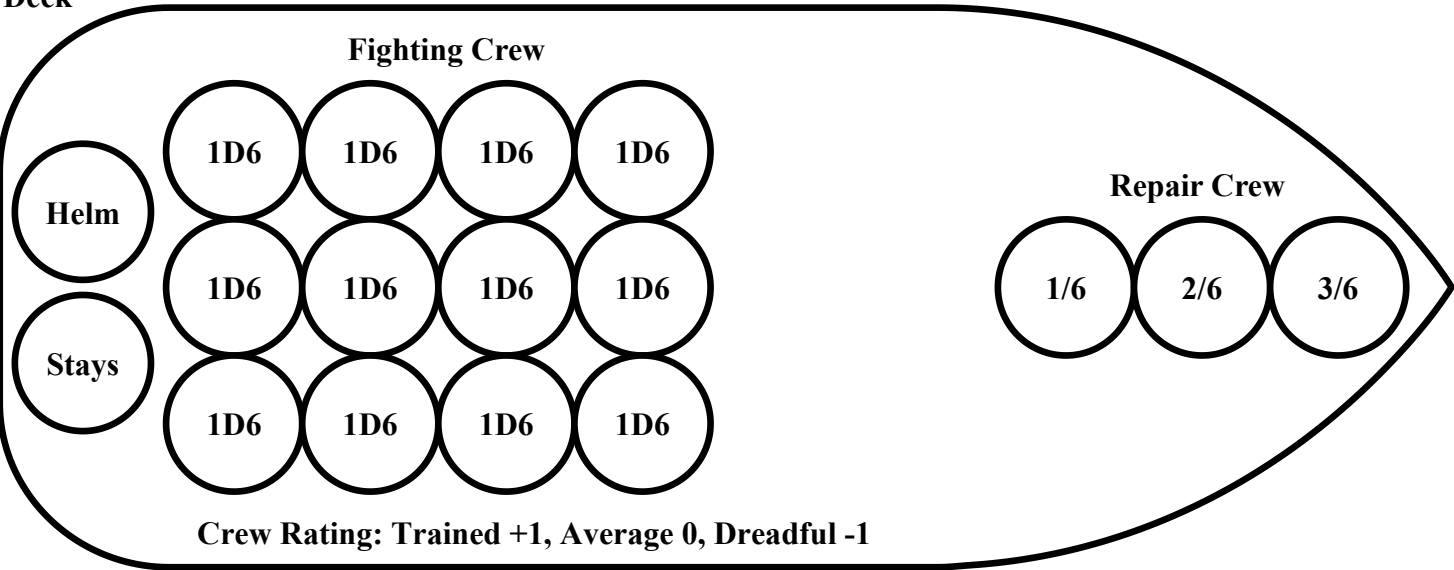 Deck
Fighting Crew
1D6 1D6 1D6 1D6
Repair Crew
Helm
1D6 1D6 1D6 1D6
1/6 2/6 3/6
Stays
1D6 1D6 1D6 1D6
Crew Rating: Trained +1, Average 0, Dreadful -1